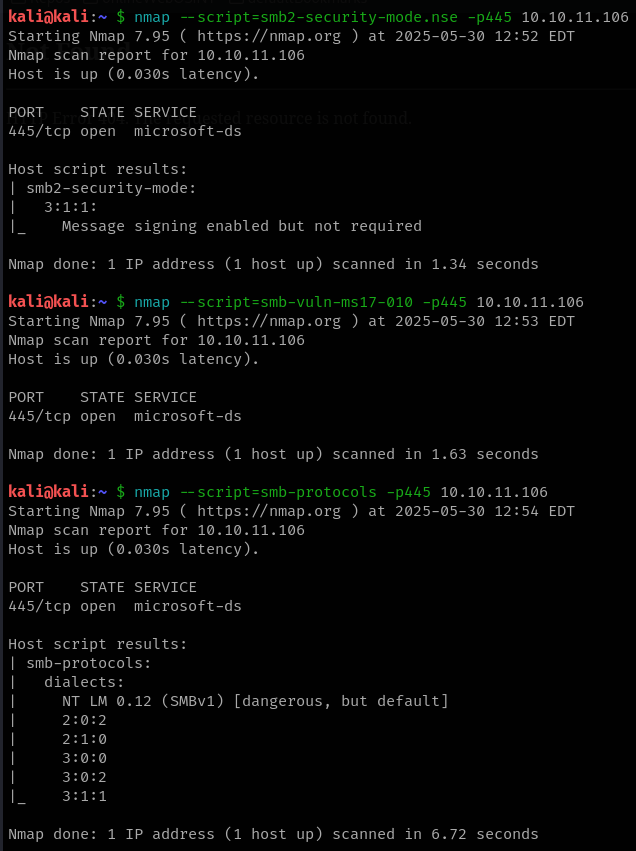 kali@kali:~ $ nmap --script=smb2-security-mode.nse -p445 10.10.11.106
Starting Nmap 7.95 ( https://nmap.org ) at 2025-05-30 12:52 EDT
Nmap scan report for 10.10.11.106
Host is up (0.030s latency).
PORT    STATE SERVICE
445/tcp open  microsoft-ds
Host script results:
| smb2-security-mode:
|   3:1:1:
|_    Message signing enabled but not required
Nmap done: 1 IP address (1 host up) scanned in 1.34 seconds
kali@kali:~ $ nmap --script=smb-vuln-ms17-010 -p445 10.10.11.106
Starting Nmap 7.95 ( https://nmap.org ) at 2025-05-30 12:53 EDT
Nmap scan report for 10.10.11.106
Host is up (0.030s latency).
PORT    STATE SERVICE
445/tcp open  microsoft-ds
Nmap done: 1 IP address (1 host up) scanned in 1.63 seconds
kali@kali:~ $ nmap --script=smb-protocols -p445 10.10.11.106
Starting Nmap 7.95 ( https://nmap.org ) at 2025-05-30 12:54 EDT
Nmap scan report for 10.10.11.106
Host is up (0.030s latency).
PORT    STATE SERVICE
445/tcp open  microsoft-ds
Host script results:
| smb-protocols:
|   dialects:
|     NT LM 0.12 (SMBv1) [dangerous, but default]
|     2:0:2
|     2:1:0
|     3:0:0
|     3:0:2
|_    3:1:1
Nmap done: 1 IP address (1 host up) scanned in 6.72 seconds